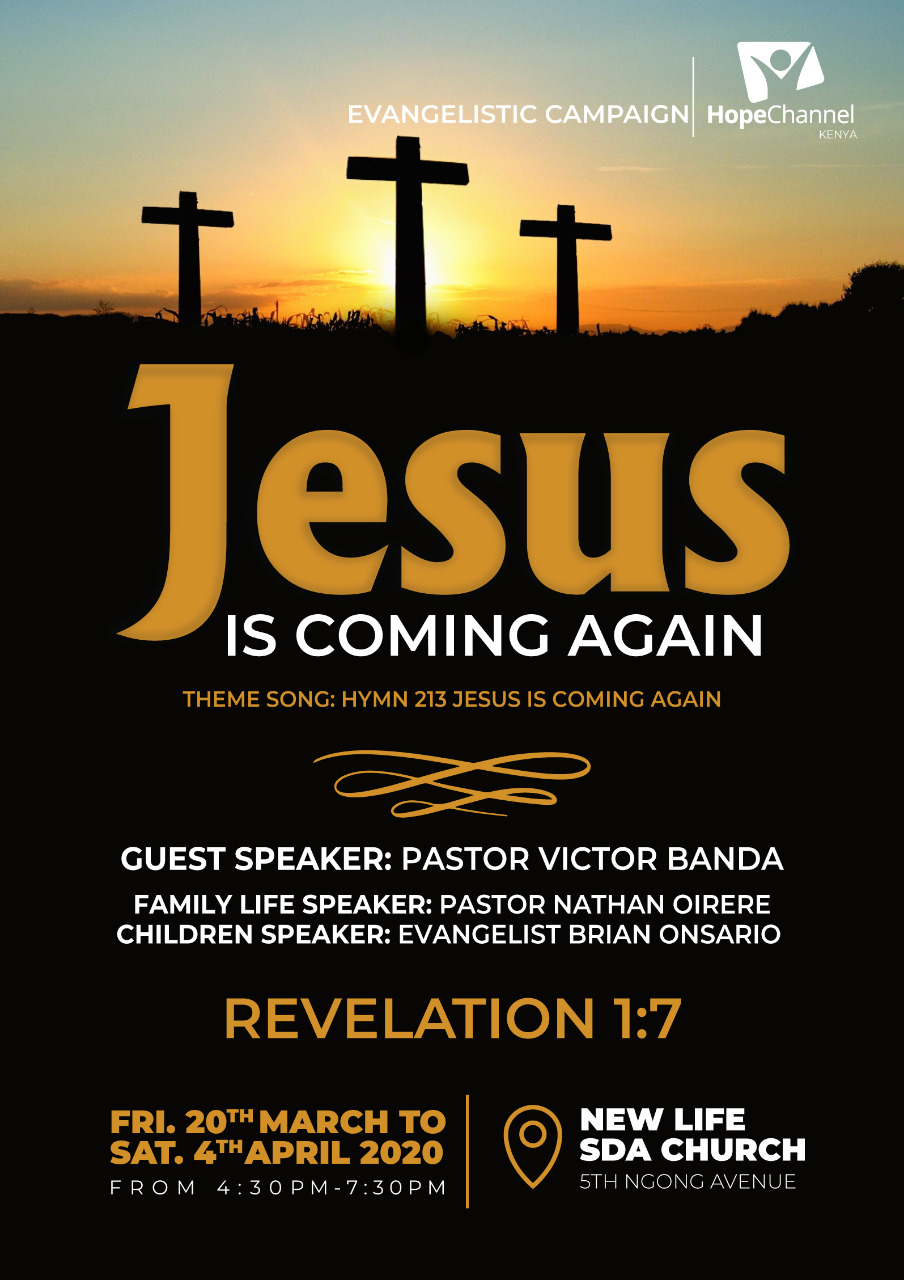 EVANGELISTIC CAMPAIGN
HopeChannel
KENYA
Jesus
IS COMING AGAIN
THEME SONG: HYMN 213 JESUS IS COMING AGAIN
GUEST SPEAKER: PASTOR VICTOR BANDA
FAMILY LIFE SPEAKER: PASTOR NATHAN OIRERE
CHILDREN SPEAKER: EVANGELIST BRIAN ONSARIO
REVELATION 1:7
FRI. 20TH MARCH TO
SAT. 4TH APRIL 2020
FROM 4:30PM-7:30PM
NEW LIFE
SDA CHURCH
5TH NGONG AVENUE